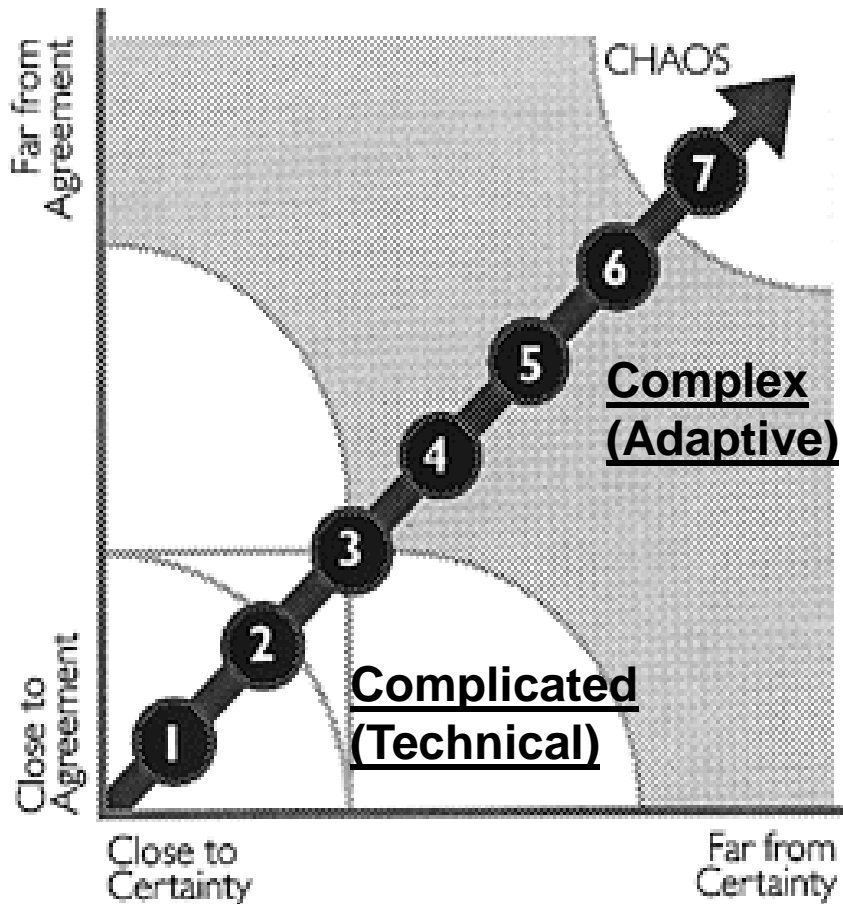 Far from
Agreement
CHAOS
7
6
5
Complex
(Adaptive)
4
3
2
Complicated
(Technical)
1
Close to
Agreement
Close to
Certainty
Far from
Certainty